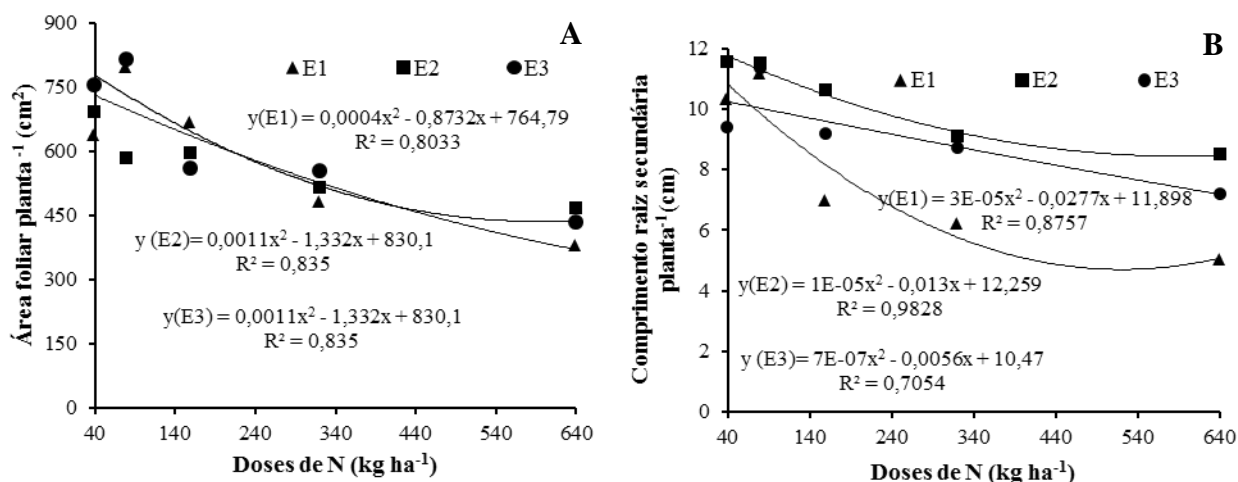 A
Área foliar planta⁻¹ (cm²)
900
750
600
450
300
150
0
E1 E2 E3
y(E1) = 0,0004x² - 0,8732x + 764,79
R² = 0,8033
y (E2) = 0,0011x² - 1,332x + 830,1
R² = 0,835
y(E3) = 0,0011x² - 1,332x + 830,1
R² = 0,835
40 140 240 340 440 540 640
Doses de N (kg ha⁻¹)
B
Comprimento raiz secundária
planta⁻¹(cm)
12
10
8
6
4
2
0
E1 E2 E3
y(E1) = 3E-05x² - 0,0277x + 11,898
R² = 0,8757
y(E2) = 1E-05x² - 0,013x + 12,259
R² = 0,9828
y (E3)= 7E-07x² - 0,0056x + 10,47
R² = 0,7054
40 140 240 340 440 540 640
Doses de N (kg ha⁻¹)